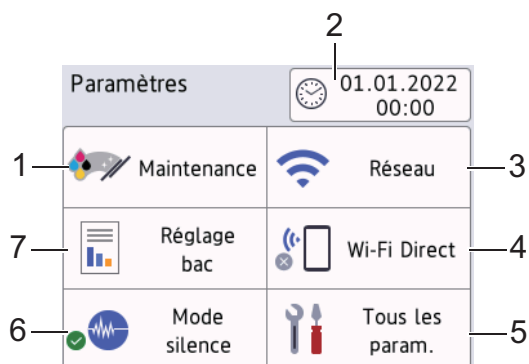 2
Paramètres
01.01.2022
00:00
1
Maintenance
Réseau
3
7
Réglage
bac
Wi-Fi Direct
4
6
Mode
silence
Tous les
param.
5